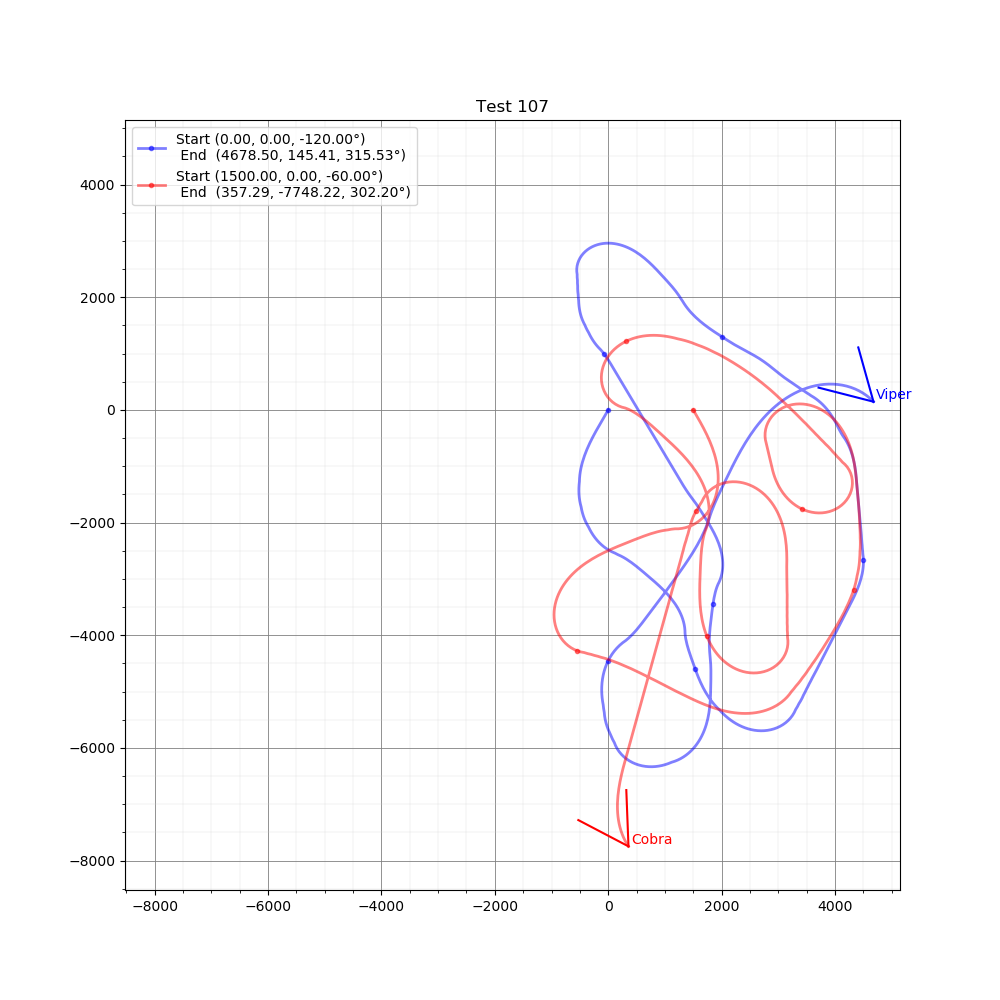 Test 107
Start (0.00, 0.00, -120.00°)
End (4678.50, 145.41, 315.53°)
Start (1500.00, 0.00, -60.00°)
End (357.29, -7748.22, 302.20°)
4000
2000
0
−2000
−4000
−6000
−8000
Viper
Cobra
−8000 −6000 −4000 −2000 0 2000 4000